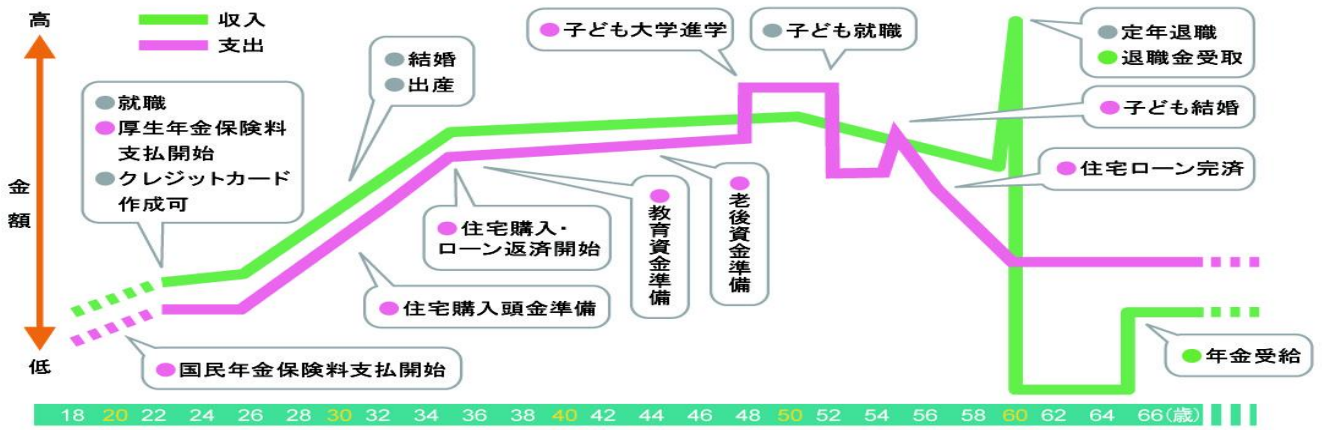 高
金額
低
収入
支出
●就職
●厚生年金保険料
支払開始
●クレジットカード
作成可
●結婚
●出産
●子ども大学進学
●子ども就職
●定年退職
●退職金受取
●子ども結婚
●住宅ローン完済
●住宅購入・
ローン返済開始
●教育資金準備
●老後資金準備
●住宅購入頭金準備
●国民年金保険料支払開始
●年金受給
18 20 22 24 26 28 30 32 34 36 38 40 42 44 46 48 50 52 54 56 58 60 62 64 66(歳)